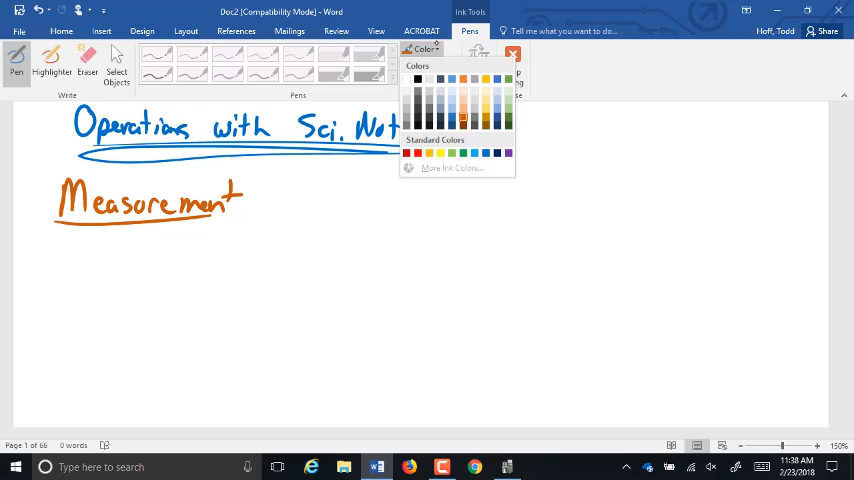 Doc2 [Compatibility Mode] - Word
Ink Tools
File Home Insert Design Layout References Mailings Review View ACROBAT Pens Tell me what you want to do... Hoff, Todd Share
Pen Highlighter Eraser Select Objects
Color
Write Pens
Colors
Standard Colors
More Ink Colors...
Operations with Sci. Not
Measurement
Page 1 of 66 0 words 150%
Type here to search
11:38 AM
2/23/2018